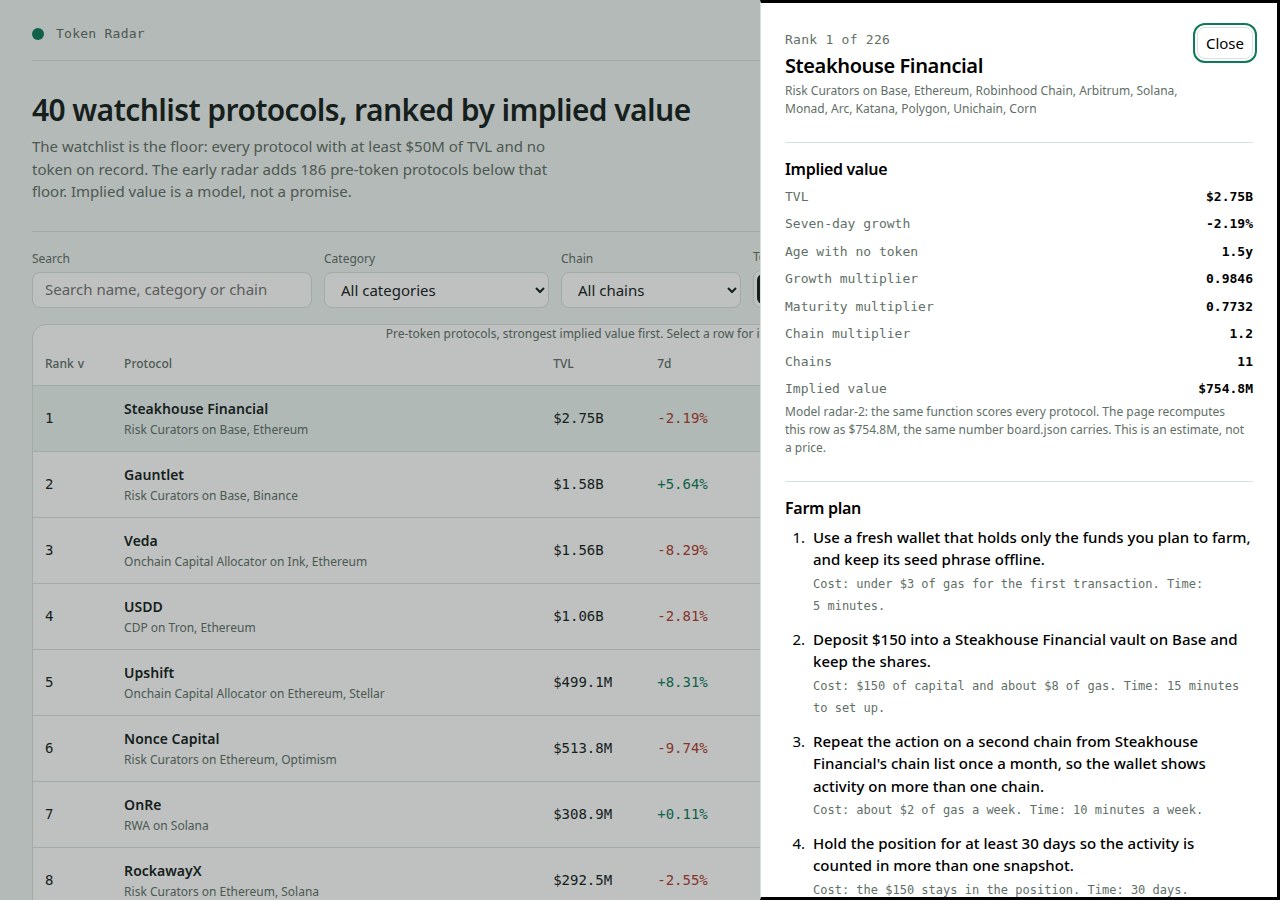 Token Radar
40 watchlist protocols, ranked by implied value
The watchlist is the floor: every protocol with at least $50M of TVL and no
token on record. The early radar adds 186 pre-token protocols below that
floor. Implied value is a model, not a promise.
Search
Category
Chain
Search name, category or chain
All categories
All chains
Pre-token protocols, strongest implied value first. Select a row for
Rank v
Protocol
TVL
7d
1
Steakhouse Financial
Risk Curators on Base, Ethereum
$2.75B
-2.19%
2
Gauntlet
Risk Curators on Base, Binance
$1.58B
+5.64%
3
Veda
Onchain Capital Allocator on Ink, Ethereum
$1.56B
-8.29%
4
USDD
CDP on Tron, Ethereum
$1.06B
-2.81%
5
Upshift
Onchain Capital Allocator on Ethereum, Stellar
$499.1M
+8.31%
6
Nonce Capital
Risk Curators on Ethereum, Optimism
$513.8M
-9.74%
7
OnRe
RWA on Solana
$308.9M
+0.11%
8
RockawayX
Risk Curators on Ethereum, Solana
$292.5M
-2.55%
Rank 1 of 226
Close
Steakhouse Financial
Risk Curators on Base, Ethereum, Robinhood Chain, Arbitrum, Solana,
Monad, Arc, Katana, Polygon, Unichain, Corn
Implied value
TVL $2.75B
Seven-day growth -2.19%
Age with no token 1.5y
Growth multiplier 0.9846
Maturity multiplier 0.7732
Chain multiplier 1.2
Chains 11
Implied value $754.8M
Model radar-2: the same function scores every protocol. The page recomputes
this row as $754.8M, the same number board.json carries. This is an estimate, not
a price.
Farm plan
1. Use a fresh wallet that holds only the funds you plan to farm,
and keep its seed phrase offline.
Cost: under $3 of gas for the first transaction. Time:
5 minutes.
2. Deposit $150 into a Steakhouse Financial vault on Base and
keep the shares.
Cost: $150 of capital and about $8 of gas. Time: 15 minutes
to set up.
3. Repeat the action on a second chain from Steakhouse
Financial's chain list once a month, so the wallet shows
activity on more than one chain.
Cost: about $2 of gas a week. Time: 10 minutes a week.
4. Hold the position for at least 30 days so the activity is
counted in more than one snapshot.
Cost: the $150 stays in the position. Time: 30 days.